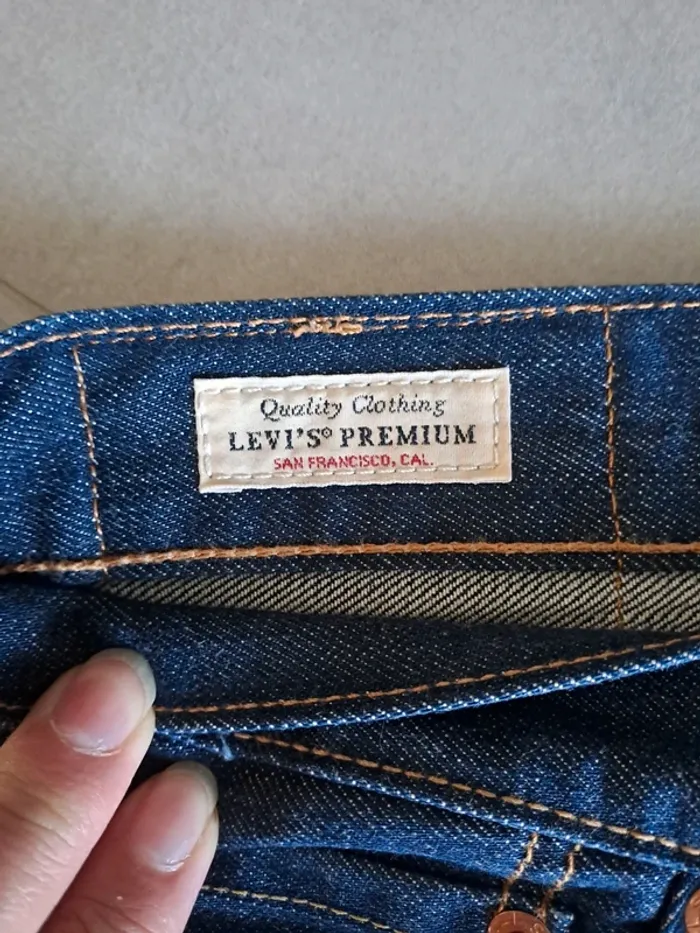 Quality Clothing
LEVI'S® PREMIUM
SAN FRANCISCO, CAL.